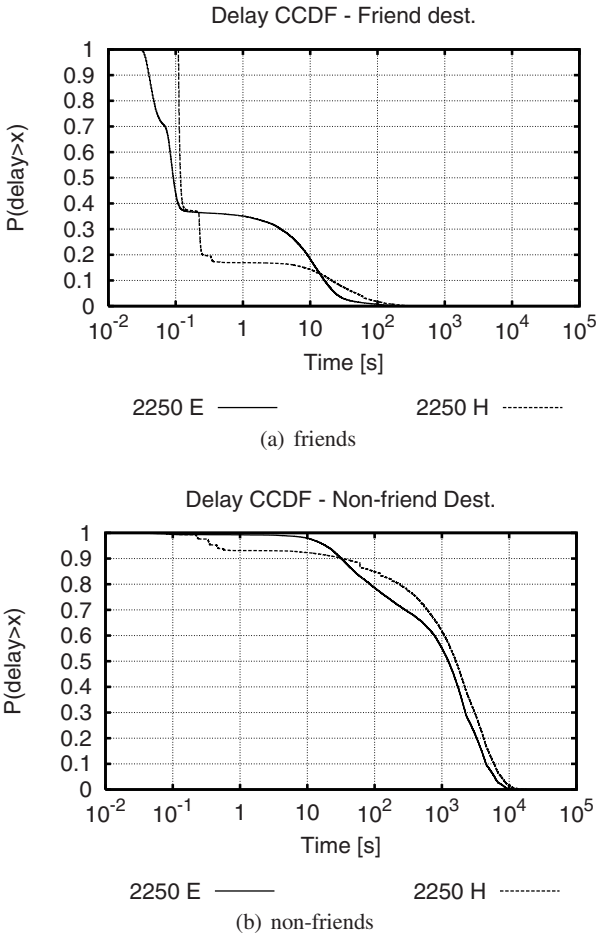 Delay CCDF - Friend dest.
P(delay>x)
1
0.9
0.8
0.7
0.6
0.5
0.4
0.3
0.2
0.1
0
10^-2 10^-1 1 10 10^2 10^3 10^4 10^5
Time [s]
2250 E 2250 H
(a) friends
Delay CCDF - Non-friend Dest.
P(delay>x)
1
0.9
0.8
0.7
0.6
0.5
0.4
0.3
0.2
0.1
0
10^-2 10^-1 1 10 10^2 10^3 10^4 10^5
Time [s]
2250 E 2250 H
(b) non-friends